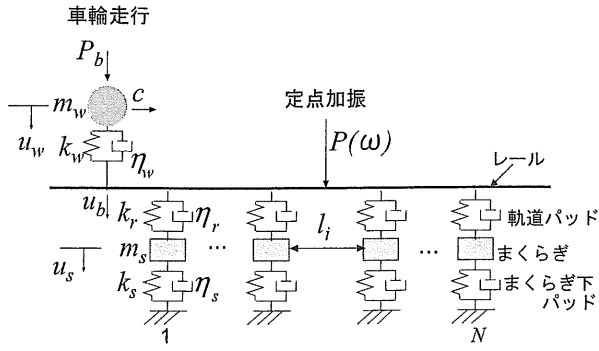 車輪走行
P_b
m_w c
定点加振
u_w k_w η_w P(ω)
レール
u_b k_r η_r l_i 軌道パッド
m_s … … まくらぎ
u_s k_s η_s まくらぎ下
パッド
1 N